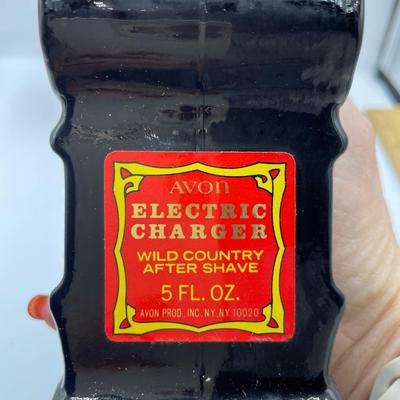 AVON
ELECTRIC
CHARGER
WILD COUNTRY
AFTER SHAVE
5 FL. OZ.
AVON PROD., INC. NY, NY 10020